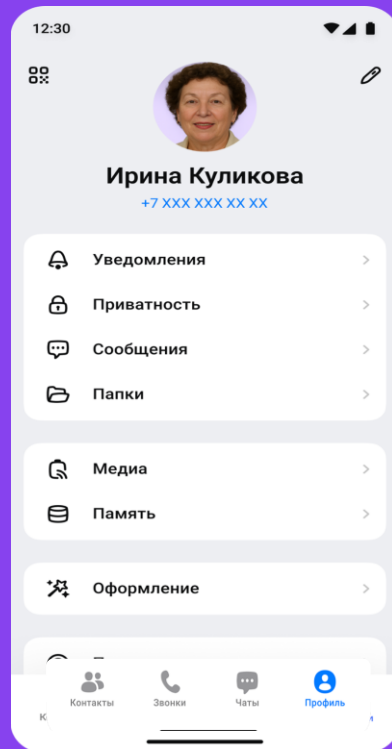 12:30
Ирина Куликова
+7 XXX XXX XX XX
Уведомления
Приватность
Сообщения
Папки
Медиа
Память
Оформление
Контакты Звонки Чаты Профиль